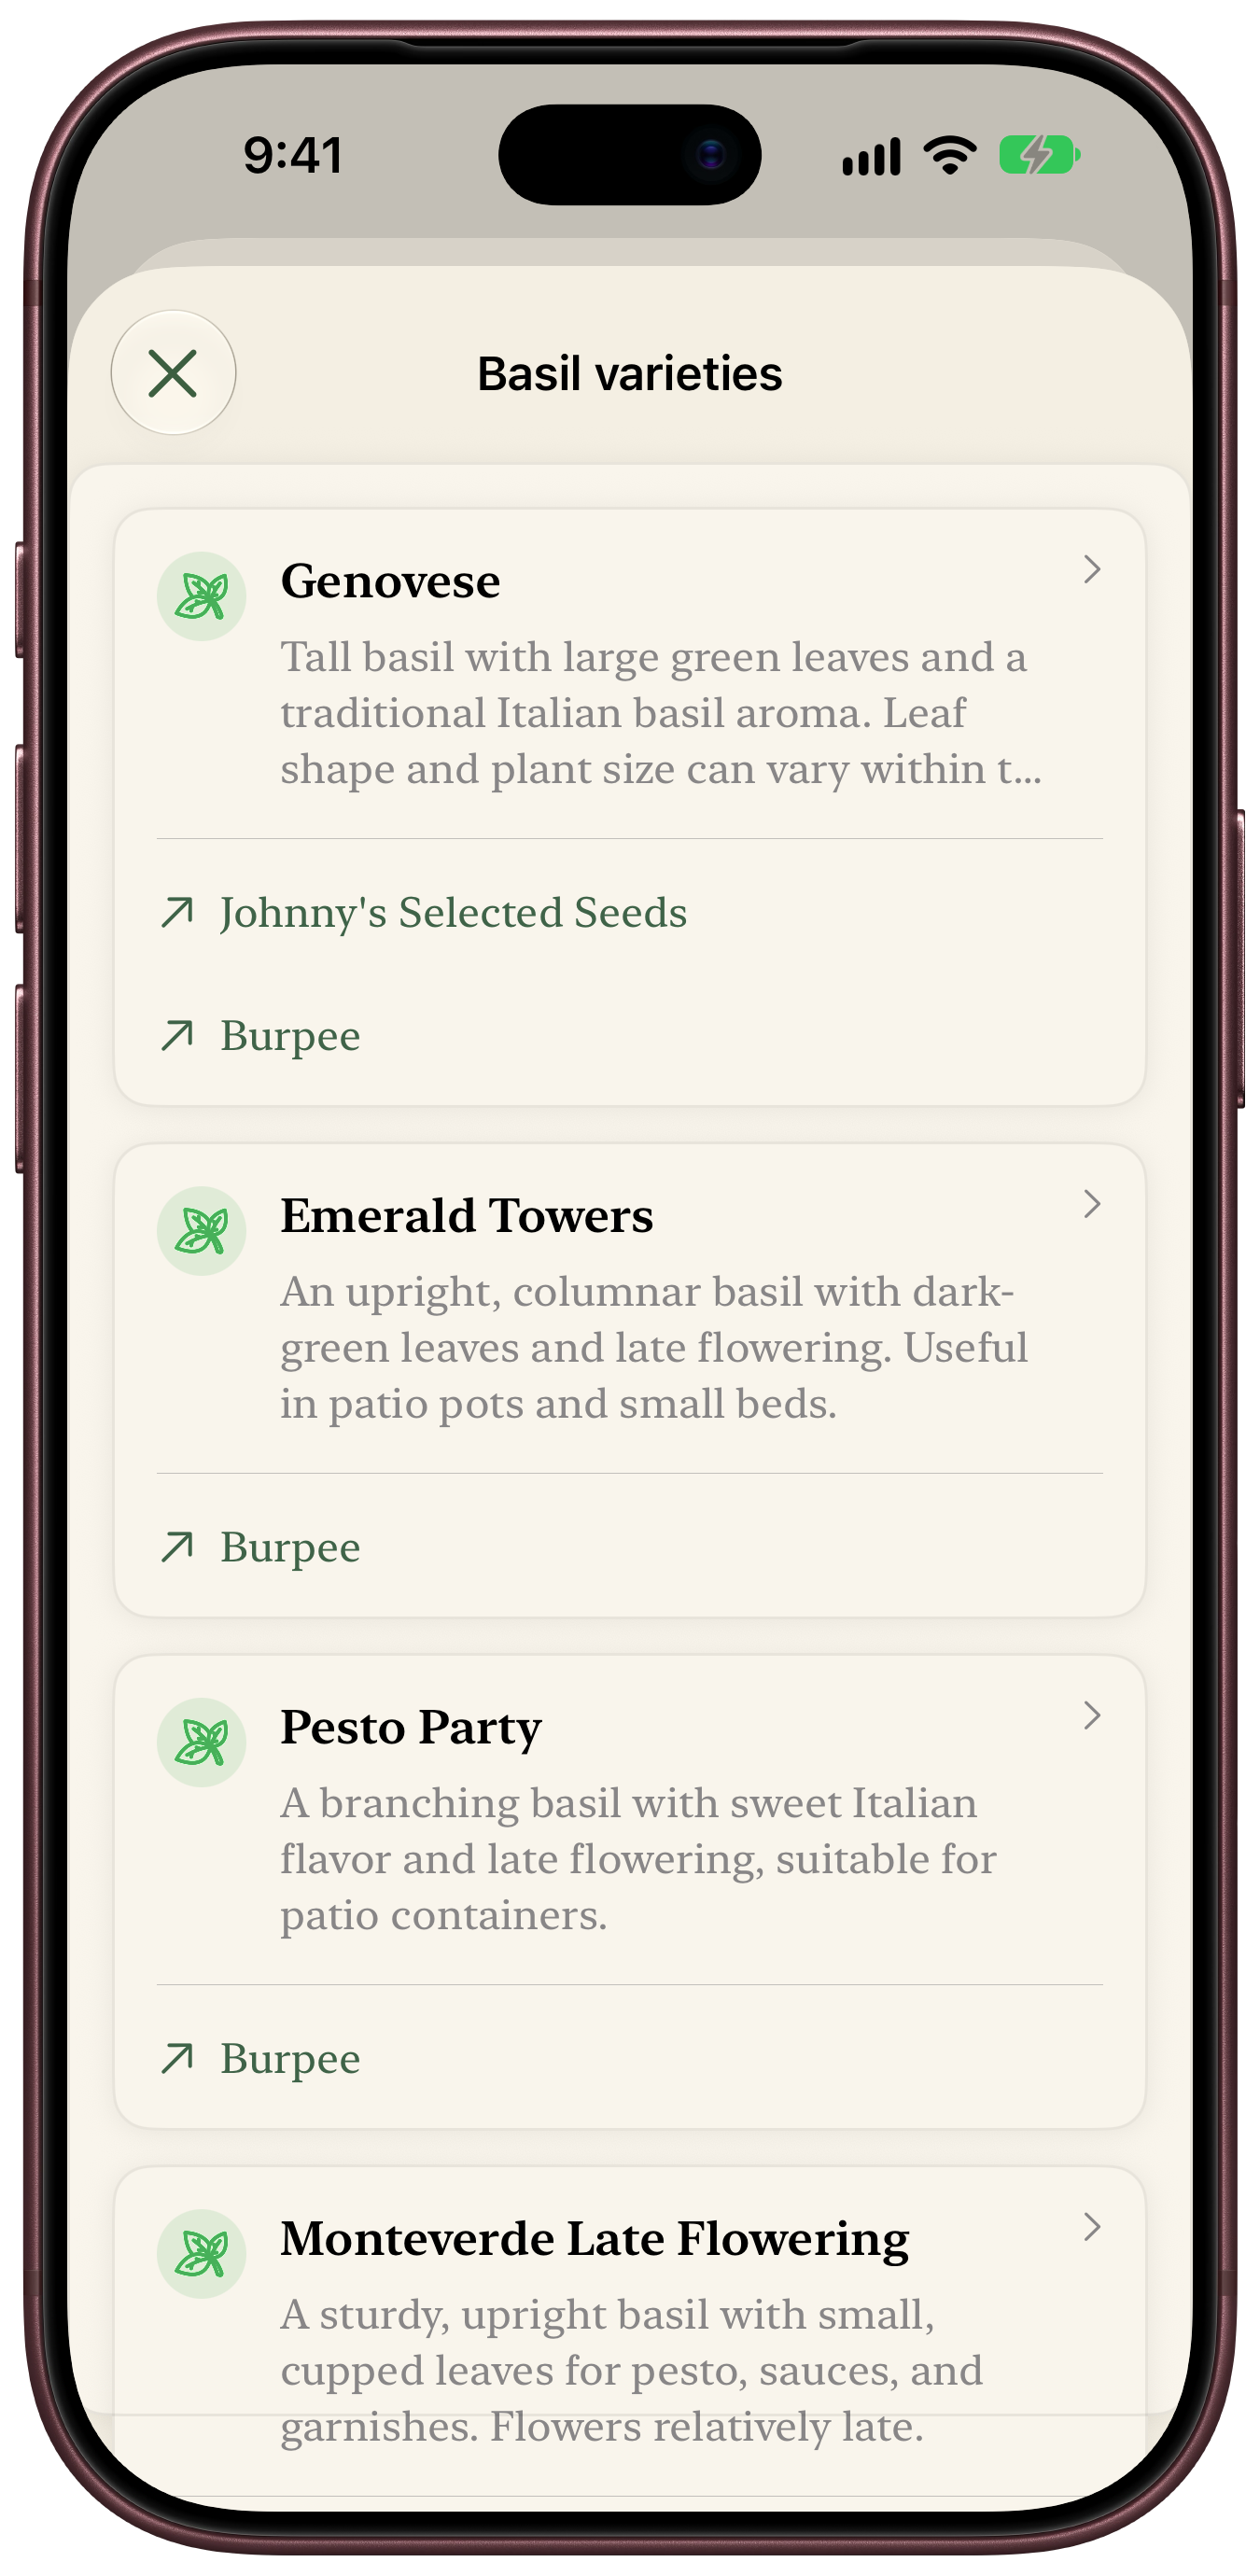 9:41
Basil varieties
Genovese
Tall basil with large green leaves and a
traditional Italian basil aroma. Leaf
shape and plant size can vary within t...
Johnny's Selected Seeds
Burpee
Emerald Towers
An upright, columnar basil with dark-
green leaves and late flowering. Useful
in patio pots and small beds.
Burpee
Pesto Party
A branching basil with sweet Italian
flavor and late flowering, suitable for
patio containers.
Burpee
Monteverde Late Flowering
A sturdy, upright basil with small,
cupped leaves for pesto, sauces, and
garnishes. Flowers relatively late.